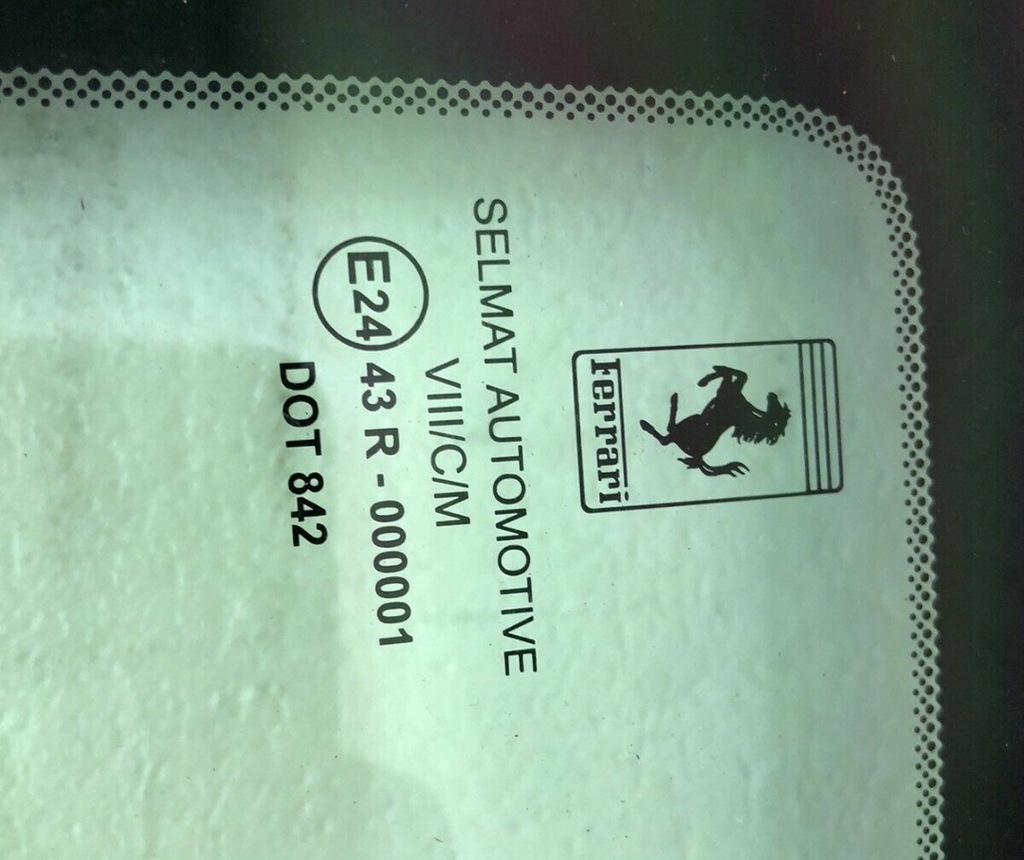 Ferrari
SELMAT AUTOMOTIVE
VIII/C/M
E24 43 R - 000001
DOT 842